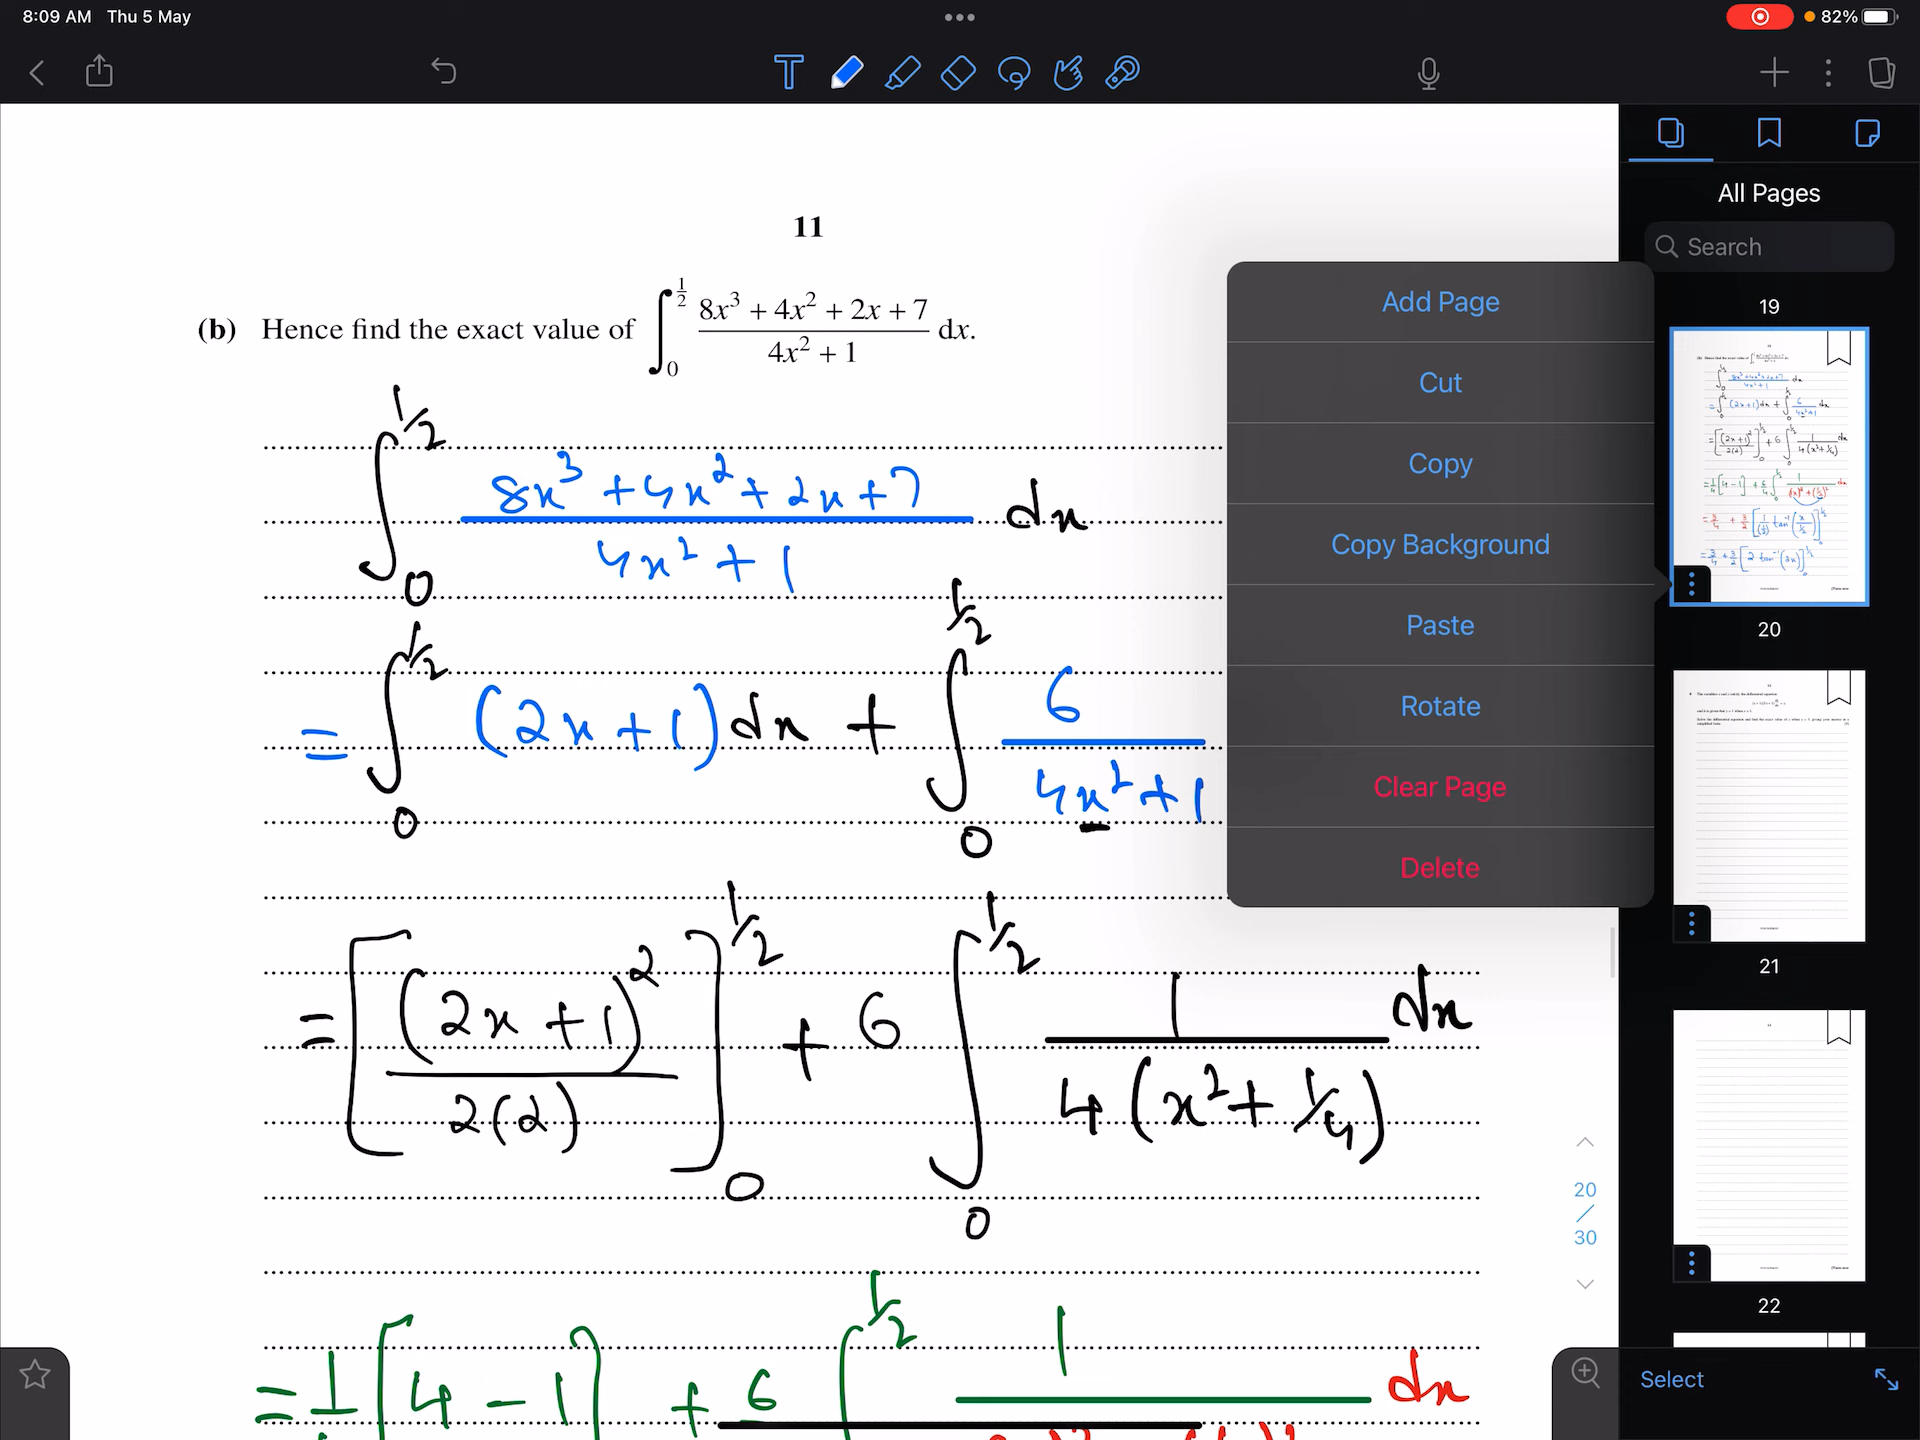 8:09 AM Thu 5 May
82%
T
All Pages
Search
11
(b) Hence find the exact value of ∫₀^{1/2} (8x³ + 4x² + 2x + 7)/(4x² + 1) dx.
∫₀^{1/2} (8x³ + 4x² + 2x + 7)/(4x² + 1) dx
= ∫₀^{1/2} (2x + 1) dx + ∫₀^{1/2} 6/(4x² + 1)
= [(2x + 1)²/2(2)]₀^{1/2} + 6 ∫₀^{1/2} 1/(4(x² + 1/4)) dx
= 1/ [4 − 1] + 6 ∫^{1/2} 1/ dx
Add Page
Cut
Copy
Copy Background
Paste
Rotate
Clear Page
Delete
19
20
21
22
20
/
30
Select